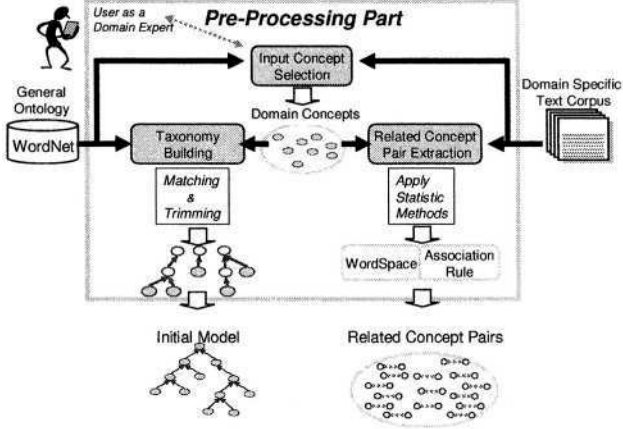 Pre-Processing Part
User as a
Domain Expert
Input Concept
Selection
General
Ontology
WordNet
Domain Specific
Text Corpus
Domain Concepts
Taxonomy
Building
Related Concept
Pair Extraction
Matching
&
Trimming
Apply
Statistic
Methods
WordSpace
Association
Rule
Initial Model
Related Concept Pairs